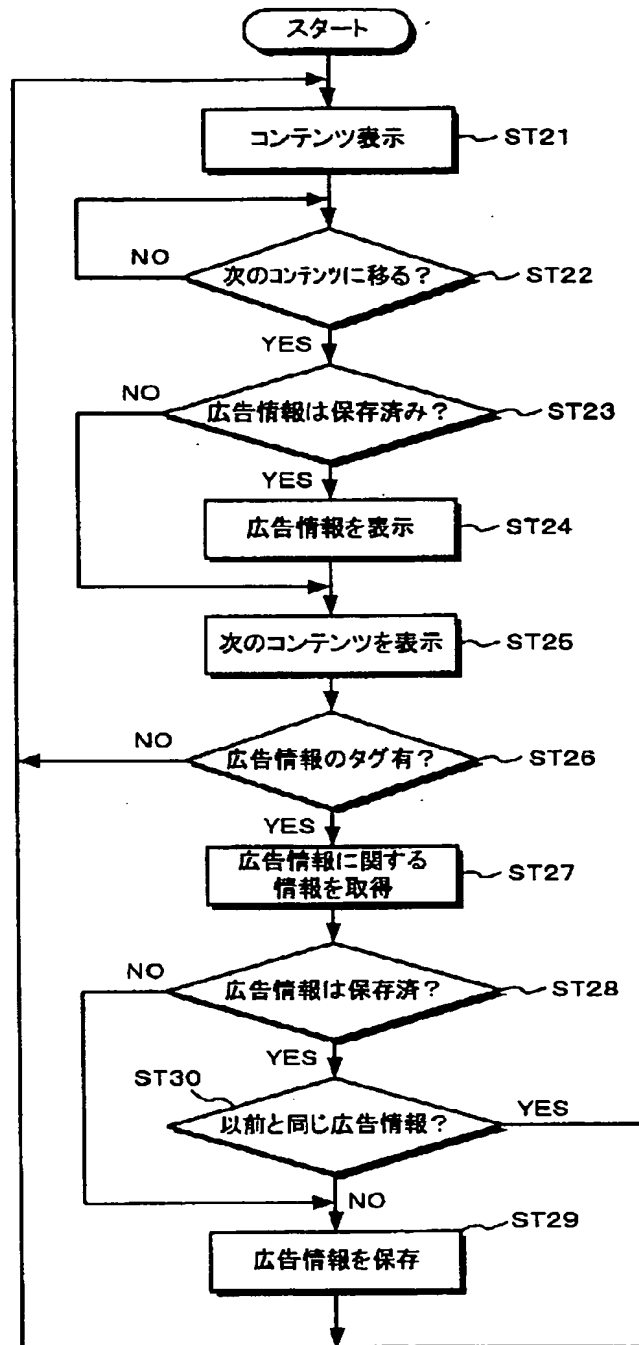 スタート
コンテンツ表示
ST21
NO
次のコンテンツに移る？
ST22
YES
NO
広告情報は保存済み？
ST23
YES
広告情報を表示
ST24
次のコンテンツを表示
ST25
NO
広告情報のタグ有？
ST26
YES
広告情報に関する
情報を取得
ST27
NO
広告情報は保存済？
ST28
YES
ST30
以前と同じ広告情報？
YES
NO
ST29
広告情報を保存